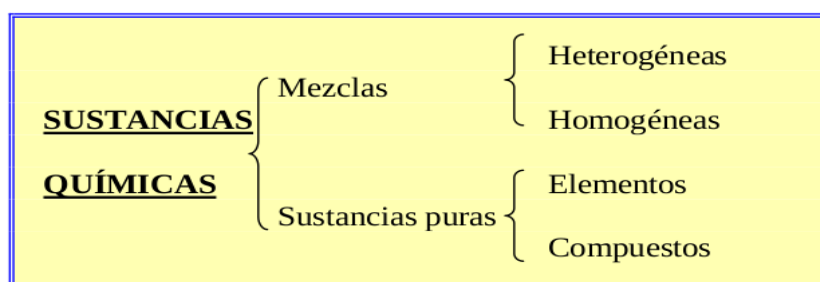 SUSTANCIAS
QUÍMICAS
Mezclas
Heterogéneas
Homogéneas
Sustancias puras
Elementos
Compuestos